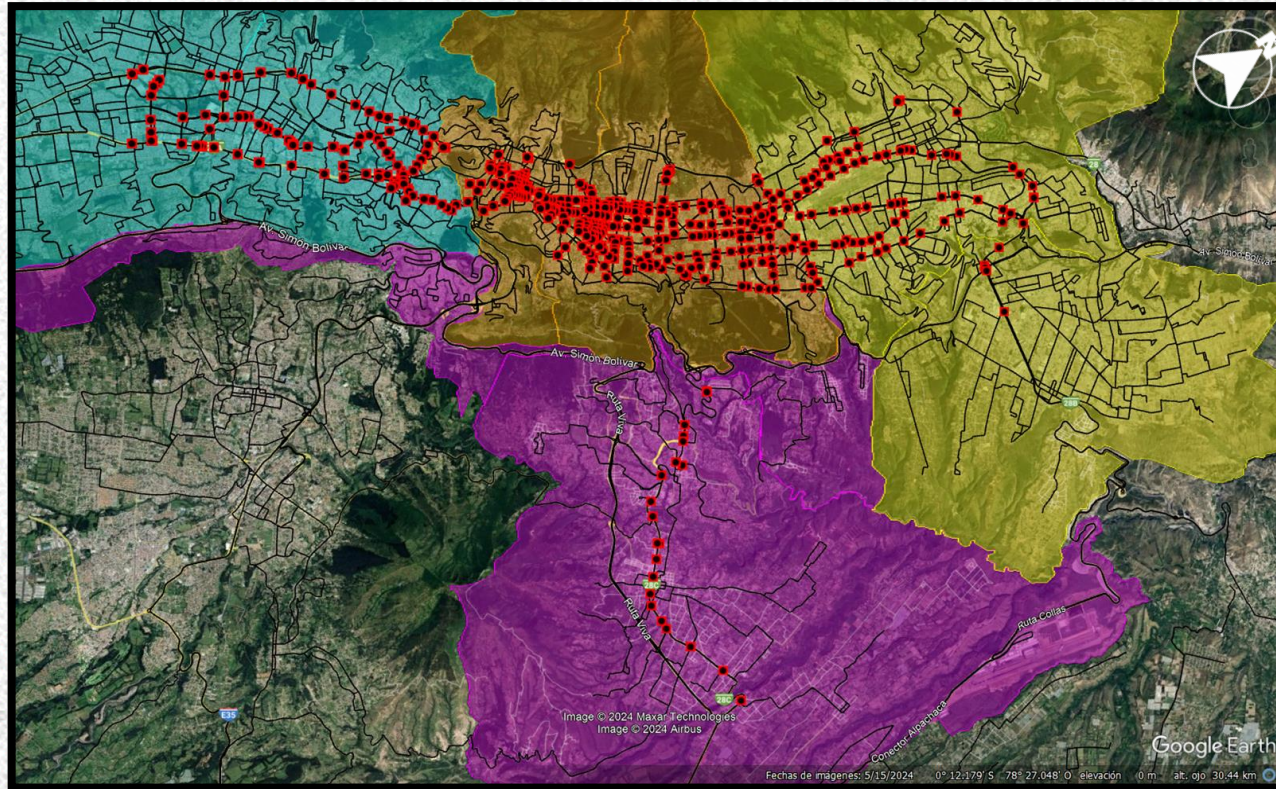 28
Av. Simón Bolívar
Av. Simón Bolívar
Av. Simón Bolívar
Ruta Viva
28B
28C
Ruta Viva
Ruta Collas
28C
E35
Image © 2024 Maxar Technologies
Image © 2024 Airbus
Conector Alpachaca
Google Earth
Fechas de imágenes: 5/15/2024 0°12.179' S 78°27.048' O elevación 0 m alt. ojo 30.44 km